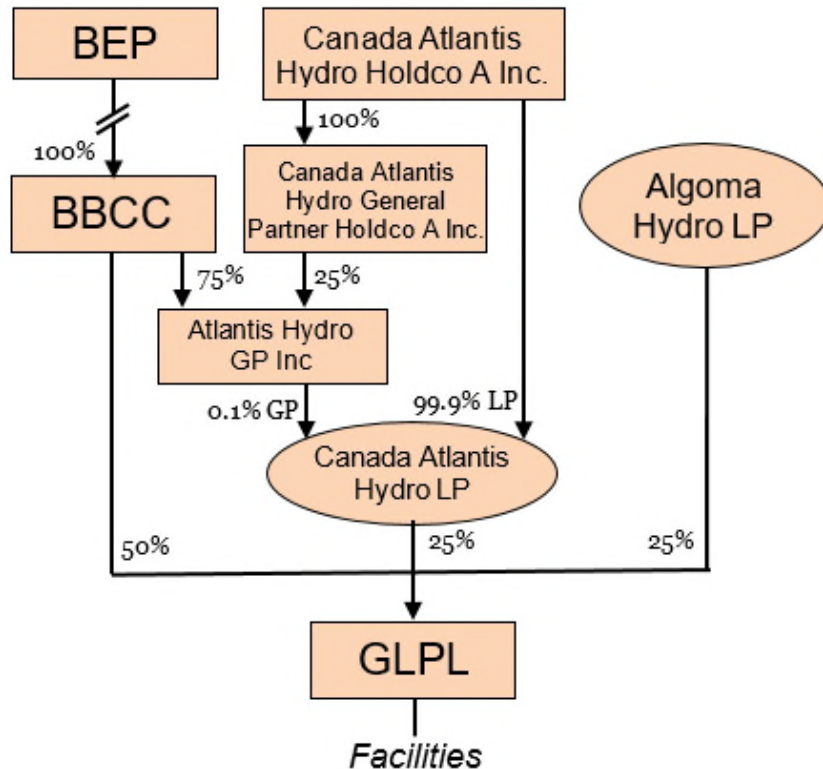 BEP
Canada Atlantis
Hydro Holdco A Inc.
100%
100%
Canada Atlantis
Hydro General
Partner Holdco A Inc.
BBCC
Algoma
Hydro LP
75%
25%
Atlantis Hydro
GP Inc
0.1% GP
99.9% LP
Canada Atlantis
Hydro LP
50%
25%
25%
GLPL
Facilities